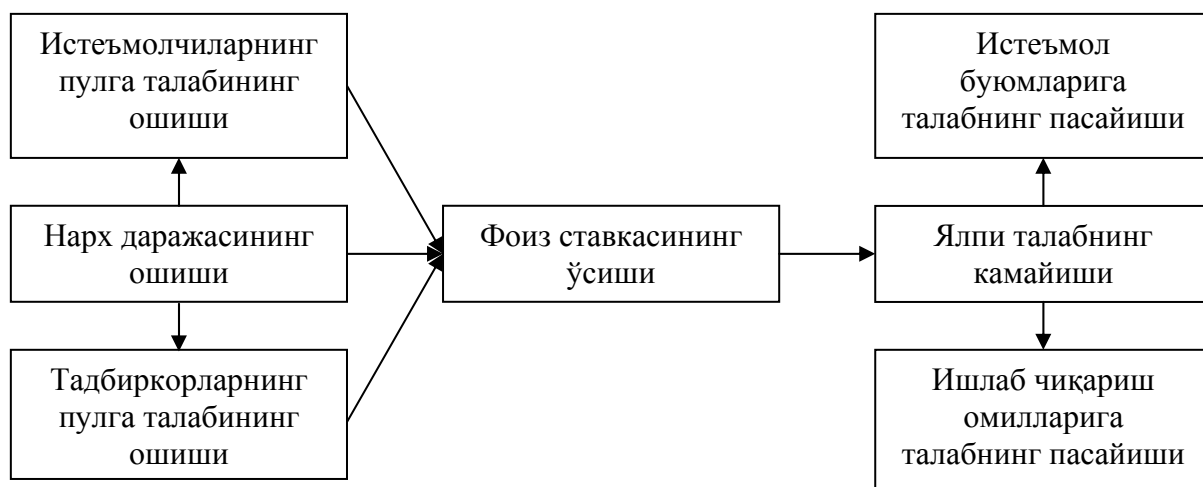 Истеъмолчиларнинг
пулга талабининг
ошиши
Истеъмол
буюмларига
талабнинг пасайиши
Нарх даражасининг
ошиши
Фоиз ставкасининг
ўсиши
Ялпи талабнинг
камайиши
Тадбиркорларнинг
пулга талабининг
ошиши
Ишлаб чиқариш
омилларига
талабнинг пасайиши